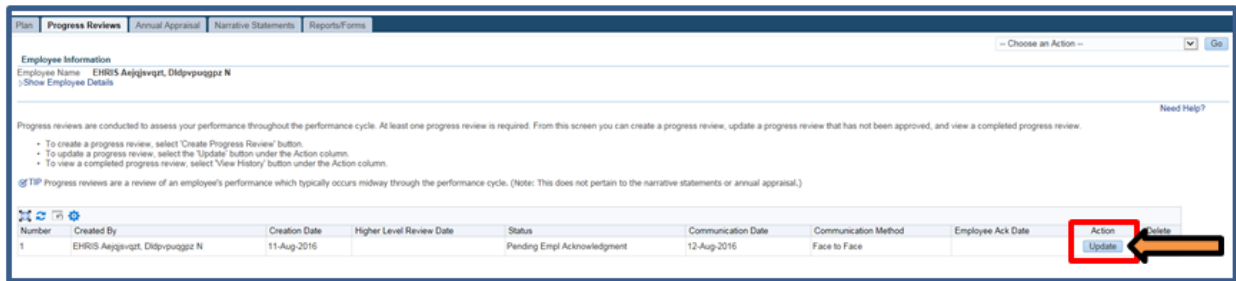 Plan Progress Reviews Annual Appraisal Narrative Statements Reports/Forms
-- Choose an Action -- Go
Employee Information
Employee Name EHRIS Aejqjsvqzt, Dldpvpuqgpz N
Show Employee Details
Need Help?
Progress reviews are conducted to assess your performance throughout the performance cycle. At least one progress review is required. From this screen you can create a progress review, update a progress review that has not been approved, and view a completed progress review.
• To create a progress review, select 'Create Progress Review' button.
• To update a progress review, select the 'Update' button under the Action column.
• To view a completed progress review, select 'View History' button under the Action column.
TIP Progress reviews are a review of an employee's performance which typically occurs midway through the performance cycle. (Note: This does not pertain to the narrative statements or annual appraisal.)
Number Created By Creation Date Higher Level Review Date Status Communication Date Communication Method Employee Ack Date Action Delete
1 EHRIS Aejqjsvqzt, Dldpvpuqgpz N 11-Aug-2016 Pending Empl Acknowledgment 12-Aug-2016 Face to Face Update